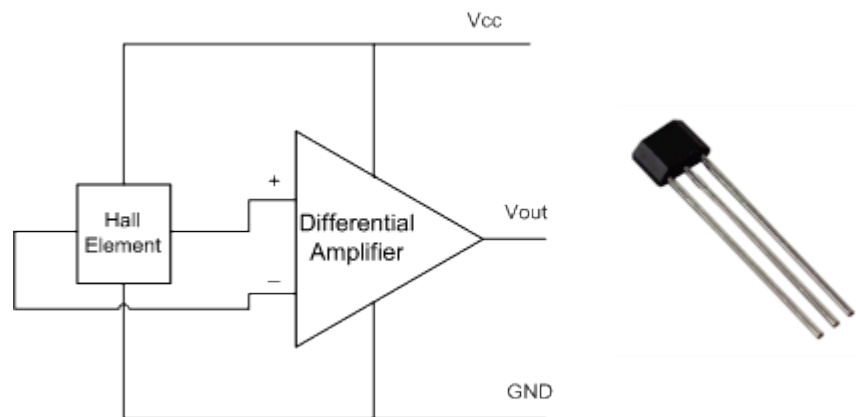 Vcc
+
Hall
Element
Differential
Amplifier
Vout
−
GND